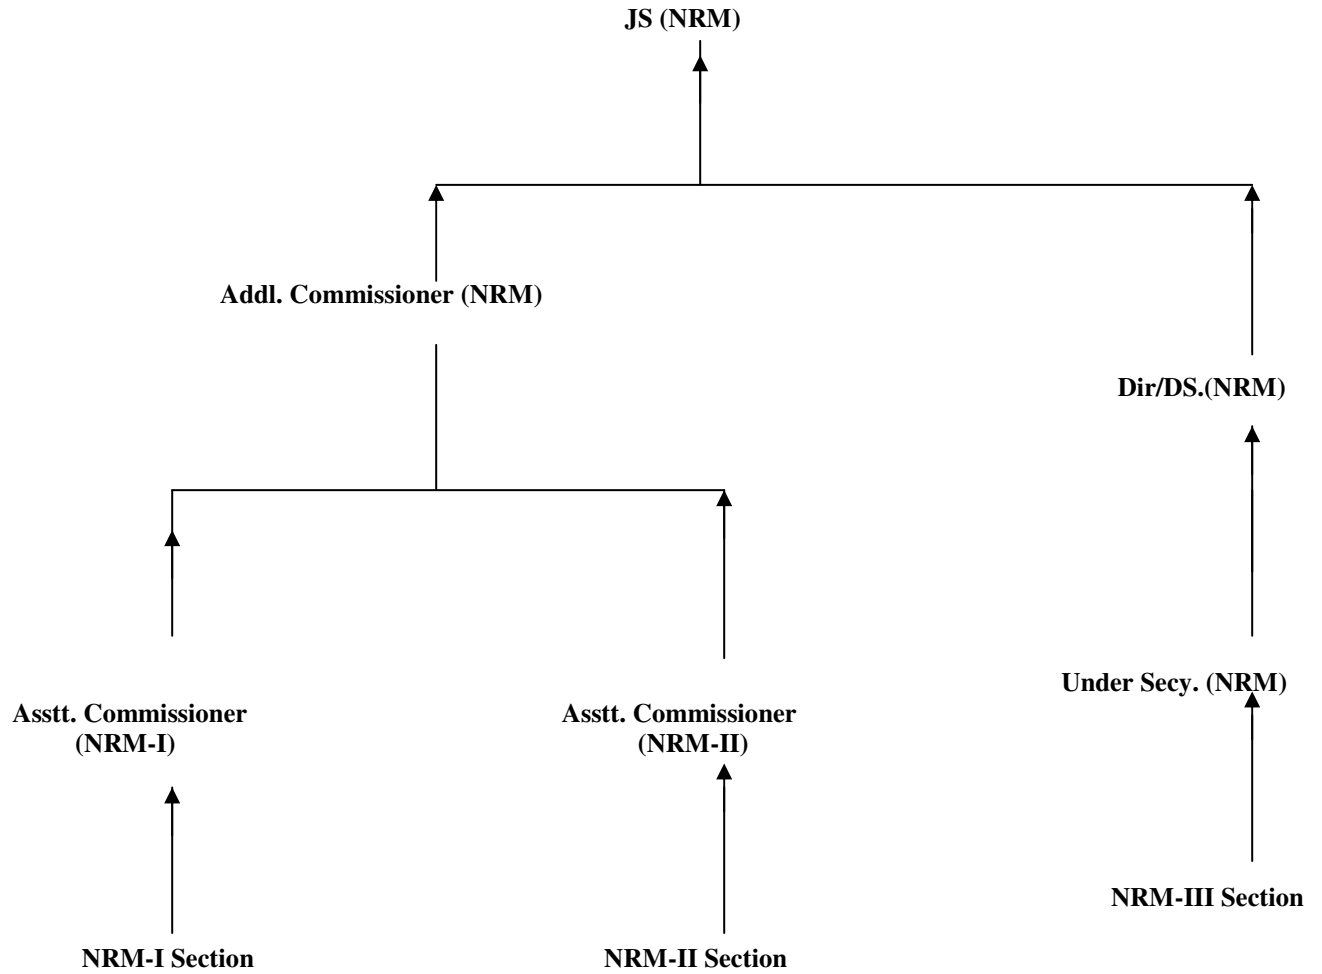 JS (NRM)
Addl. Commissioner (NRM)
Dir/DS.(NRM)
Under Secy. (NRM)
Asstt. Commissioner
(NRM-I)
Asstt. Commissioner
(NRM-II)
NRM-III Section
NRM-I Section
NRM-II Section